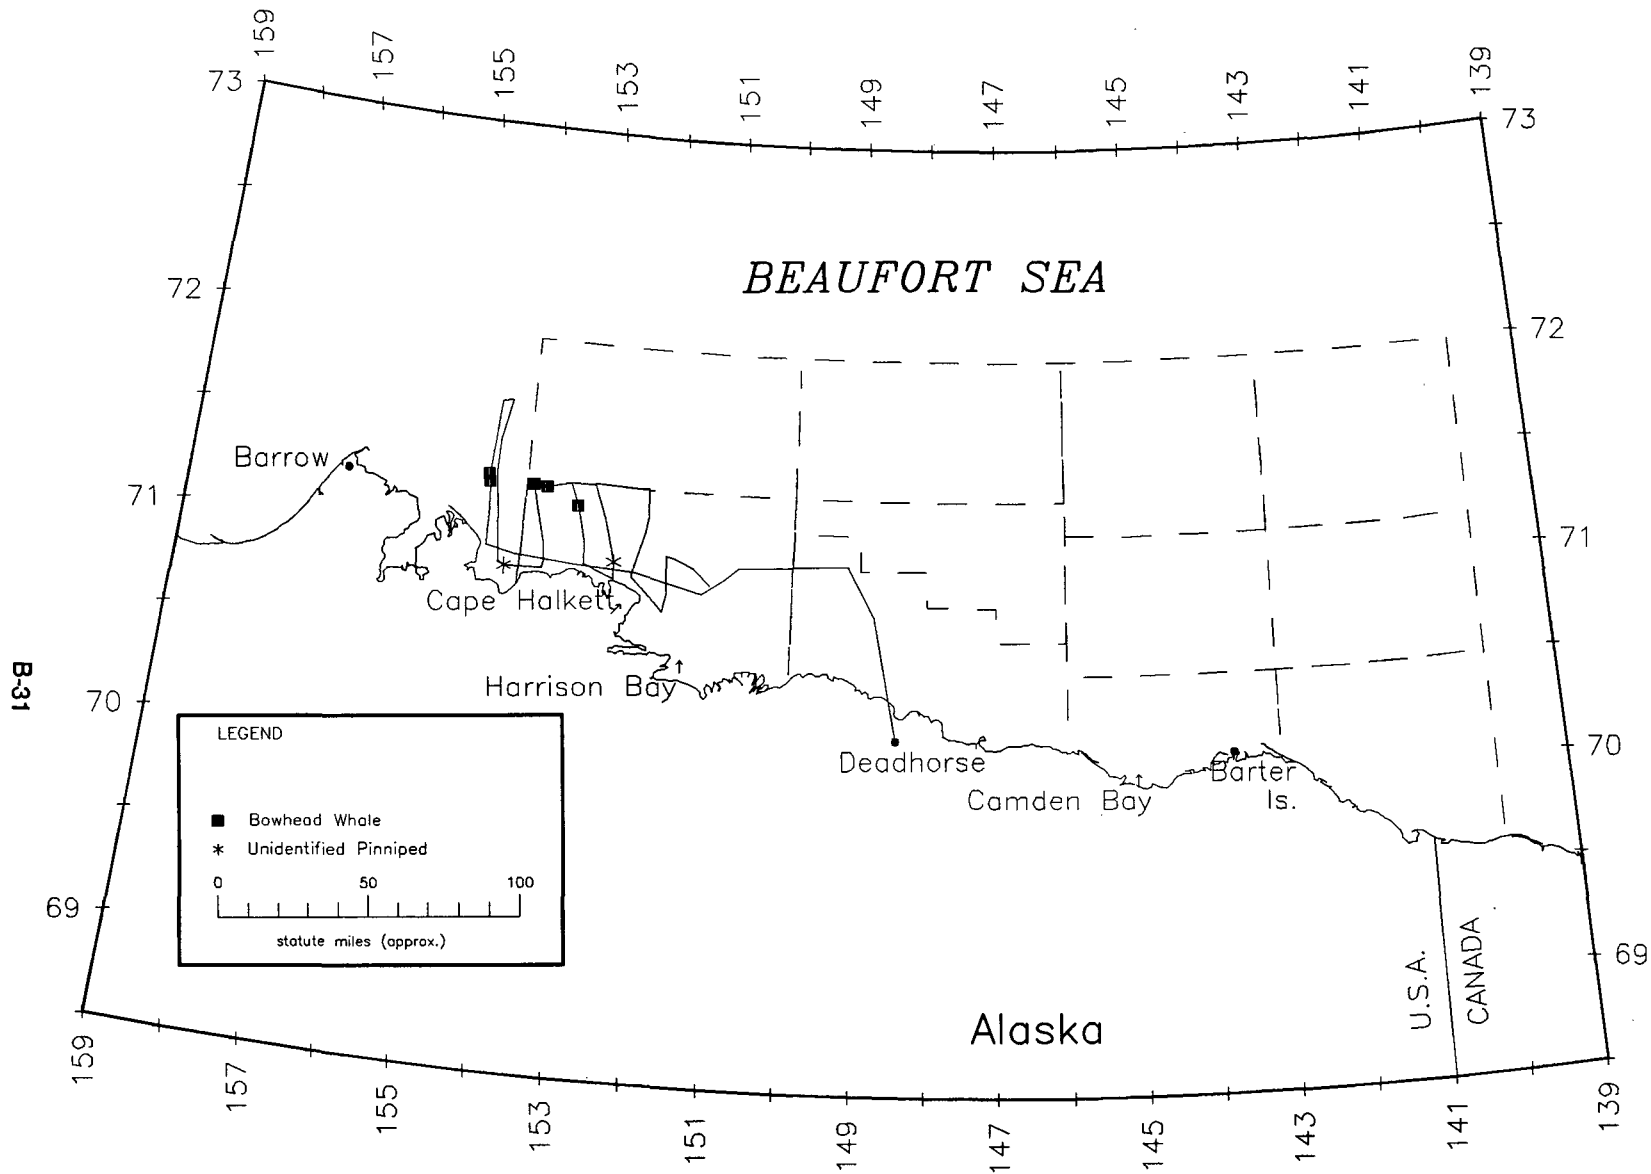 159
157
155
153
151
149
147
145
143
141
139
73
73
BEAUFORT SEA
72
72
Barrow
71
71
Cape Halkett
Harrison Bay
B-31
70
70
Deadhorse
Barter
Is.
Camden Bay
LEGEND
Bowhead Whale
Unidentified Pinniped
0 50 100
statute miles (approx.)
69
69
U.S.A.
CANADA
Alaska
159
157
155
153
151
149
147
145
143
141
139